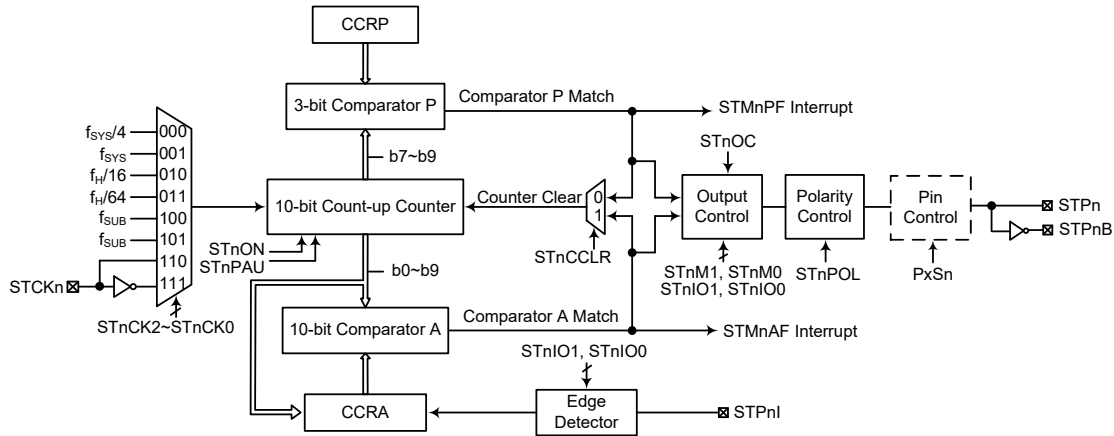 CCRP
3-bit Comparator P
Comparator P Match
STMnPF Interrupt
fSYS/4
000
fSYS
001
fH/16
010
fH/64
011
fSUB
100
fSUB
101
110
111
STCKn
STnCK2~STnCK0
b7~b9
10-bit Count-up Counter
STnON
STnPAU
b0~b9
Counter Clear
0
1
STnCCLR
STnOC
Output
Control
STnM1, STnM0
STnIO1, STnIO0
Polarity
Control
STnPOL
Pin
Control
PxSn
STPn
STPnB
10-bit Comparator A
Comparator A Match
STMnAF Interrupt
STnIO1, STnIO0
CCRA
Edge
Detector
STPnI